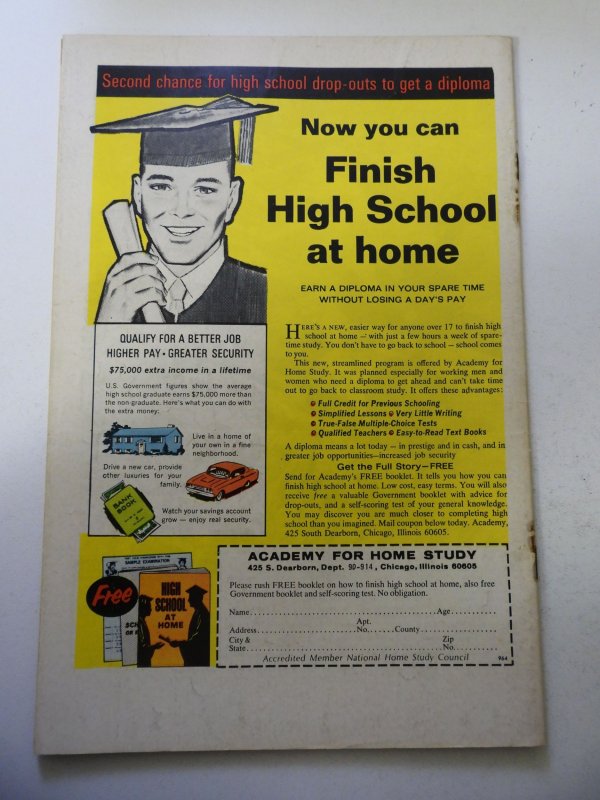 Second chance for high school drop-outs to get a diploma
Now you can
Finish
High School
at home
EARN A DIPLOMA IN YOUR SPARE TIME
WITHOUT LOSING A DAY'S PAY
QUALIFY FOR A BETTER JOB
HIGHER PAY • GREATER SECURITY
$75,000 extra income in a lifetime
U.S. Government figures show the average
high school graduate earns $75,000 more than
the non-graduate. Here's what you can do with
the extra money:
Live in a home of
your own in a fine
neighborhood.
Drive a new car, provide
other luxuries for your
family.
BANK
BOOK
Watch your savings account
grow — enjoy real security.
HERE'S A NEW, easier way for anyone over 17 to finish high
school at home — with just a few hours a week of spare-
time study. You don't have to go back to school — school comes
to you.
This new, streamlined program is offered by Academy for
Home Study. It was planned especially for working men and
women who need a diploma to get ahead and can't take time
out to go back to classroom study. It offers these advantages:
• Full Credit for Previous Schooling
• Simplified Lessons • Very Little Writing
• True-False Multiple-Choice Tests
• Qualified Teachers • Easy-to-Read Text Books
A diploma means a lot today — in prestige and in cash, and in
greater job opportunities—increased job security
Get the Full Story—FREE
Send for Academy's FREE booklet. It tells you how you can
finish high school at home. Low cost, easy terms. You will also
receive free a valuable Government booklet with advice for
drop-outs, and a self-scoring test of your general knowledge.
You may discover you are much closer to completing high
school than you imagined. Mail coupon below today. Academy,
425 South Dearborn, Chicago, Illinois 60605.
SAMPLE EXAMINATION
Free
SCH
HIGH
SCHOOL
AT
HOME
ACADEMY FOR HOME STUDY
425 S. Dearborn, Dept. 90-914, Chicago, Illinois 60605
Please rush FREE booklet on how to finish high school at home, also free
Government booklet and self-scoring test. No obligation.
Name Age
Apt.
Address No. County
City & Zip
State No.
Accredited Member National Home Study Council 964